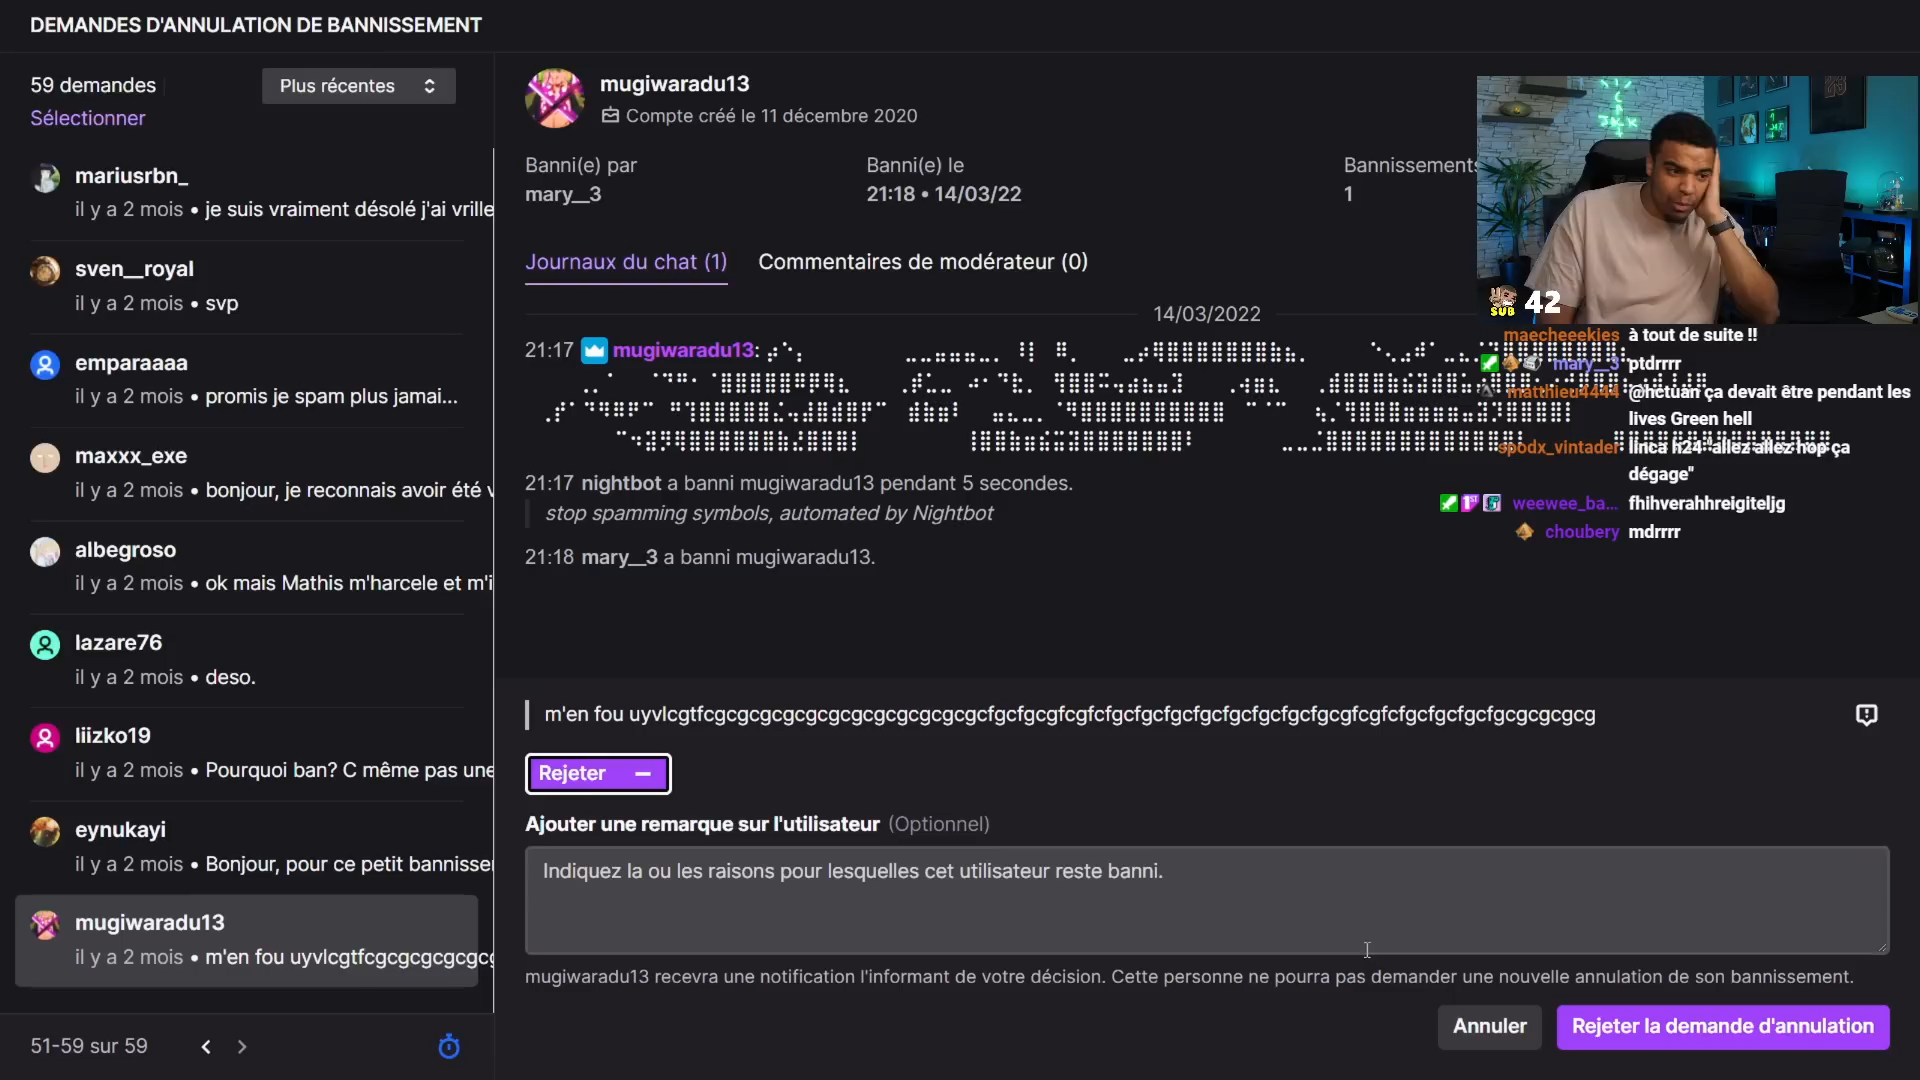 DEMANDES D'ANNULATION DE BANNISSEMENT
59 demandes
Plus récentes
Sélectionner
mariusrbn_
il y a 2 mois • je suis vraiment désolé j'ai vrille
sven__royal
il y a 2 mois • svp
emparaaaa
il y a 2 mois • promis je spam plus jamai...
maxxx_exe
il y a 2 mois • bonjour, je reconnais avoir été v
albegroso
il y a 2 mois • ok mais Mathis m'harcele et m'i
lazare76
il y a 2 mois • deso.
liizko19
il y a 2 mois • Pourquoi ban? C même pas une
eynukayi
il y a 2 mois • Bonjour, pour ce petit bannisse
mugiwaradu13
il y a 2 mois • m'en fou uyvlcgtfcgcgcgcgcgcg
51-59 sur 59
mugiwaradu13
Compte créé le 11 décembre 2020
Banni(e) par
mary__3
Banni(e) le
21:18 • 14/03/22
Bannissements
1
Journaux du chat (1)
Commentaires de modérateur (0)
14/03/2022
21:17 mugiwaradu13:
21:17 nightbot a banni mugiwaradu13 pendant 5 secondes.
stop spamming symbols, automated by Nightbot
21:18 mary__3 a banni mugiwaradu13.
SUB 42
maecheeekies à tout de suite !!
mary__3 ptdrrrr
matthieu4444 @hctuan ça devait être pendant les
lives Green hell
spodx_vintader linca h24"allez allez hop ça
dégage"
weewee_ba... fhihverahhreigiteljg
choubery mdrrrr
Rejeter
Ajouter une remarque sur l'utilisateur (Optionnel)
Indiquez la ou les raisons pour lesquelles cet utilisateur reste banni.
mugiwaradu13 recevra une notification l'informant de votre décision. Cette personne ne pourra pas demander une nouvelle annulation de son bannissement.
Annuler
Rejeter la demande d'annulation